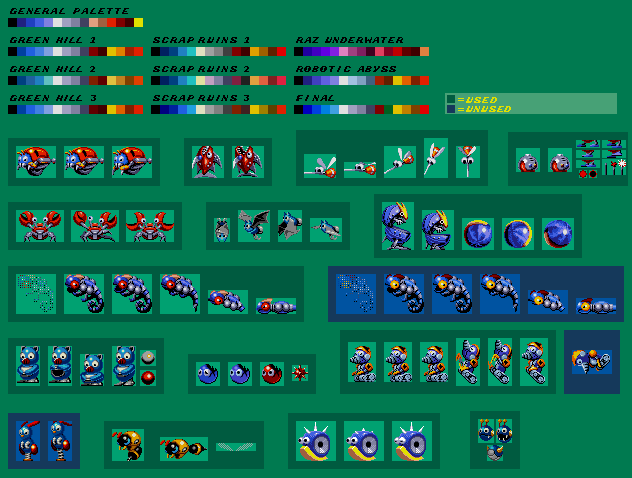 GENERAL PALETTE
GREEN HILL 1
SCRAP RUINS 1
RAZ UNDERWATER
GREEN HILL 2
SCRAP RUINS 2
ROBOTIC ABYSS
GREEN HILL 3
SCRAP RUINS 3
FINAL
=USED
=UNUSED